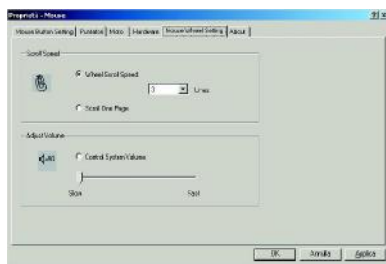 Proprietà - Mouse
Mouse Button Setting Puntatori Moto Hardware Mouse Wheel Setting About
Scroll Speed
Wheel Scroll Speed
3 Lines
Scroll One Page
Adjust Volume
Control System Volume
Slow Fast
OK Annulla Applica